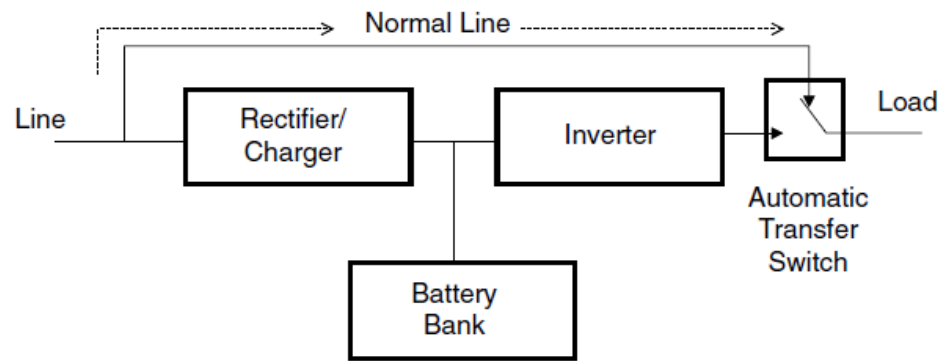 Normal Line
Line
Rectifier/
Charger
Inverter
Load
Automatic
Transfer
Switch
Battery
Bank